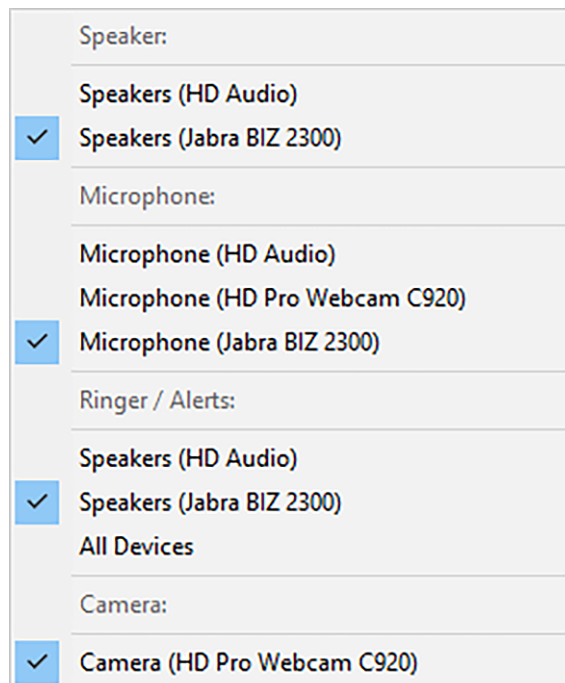 Speaker:
Speakers (HD Audio)
Speakers (Jabra BIZ 2300)
Microphone:
Microphone (HD Audio)
Microphone (HD Pro Webcam C920)
Microphone (Jabra BIZ 2300)
Ringer / Alerts:
Speakers (HD Audio)
Speakers (Jabra BIZ 2300)
All Devices
Camera:
Camera (HD Pro Webcam C920)